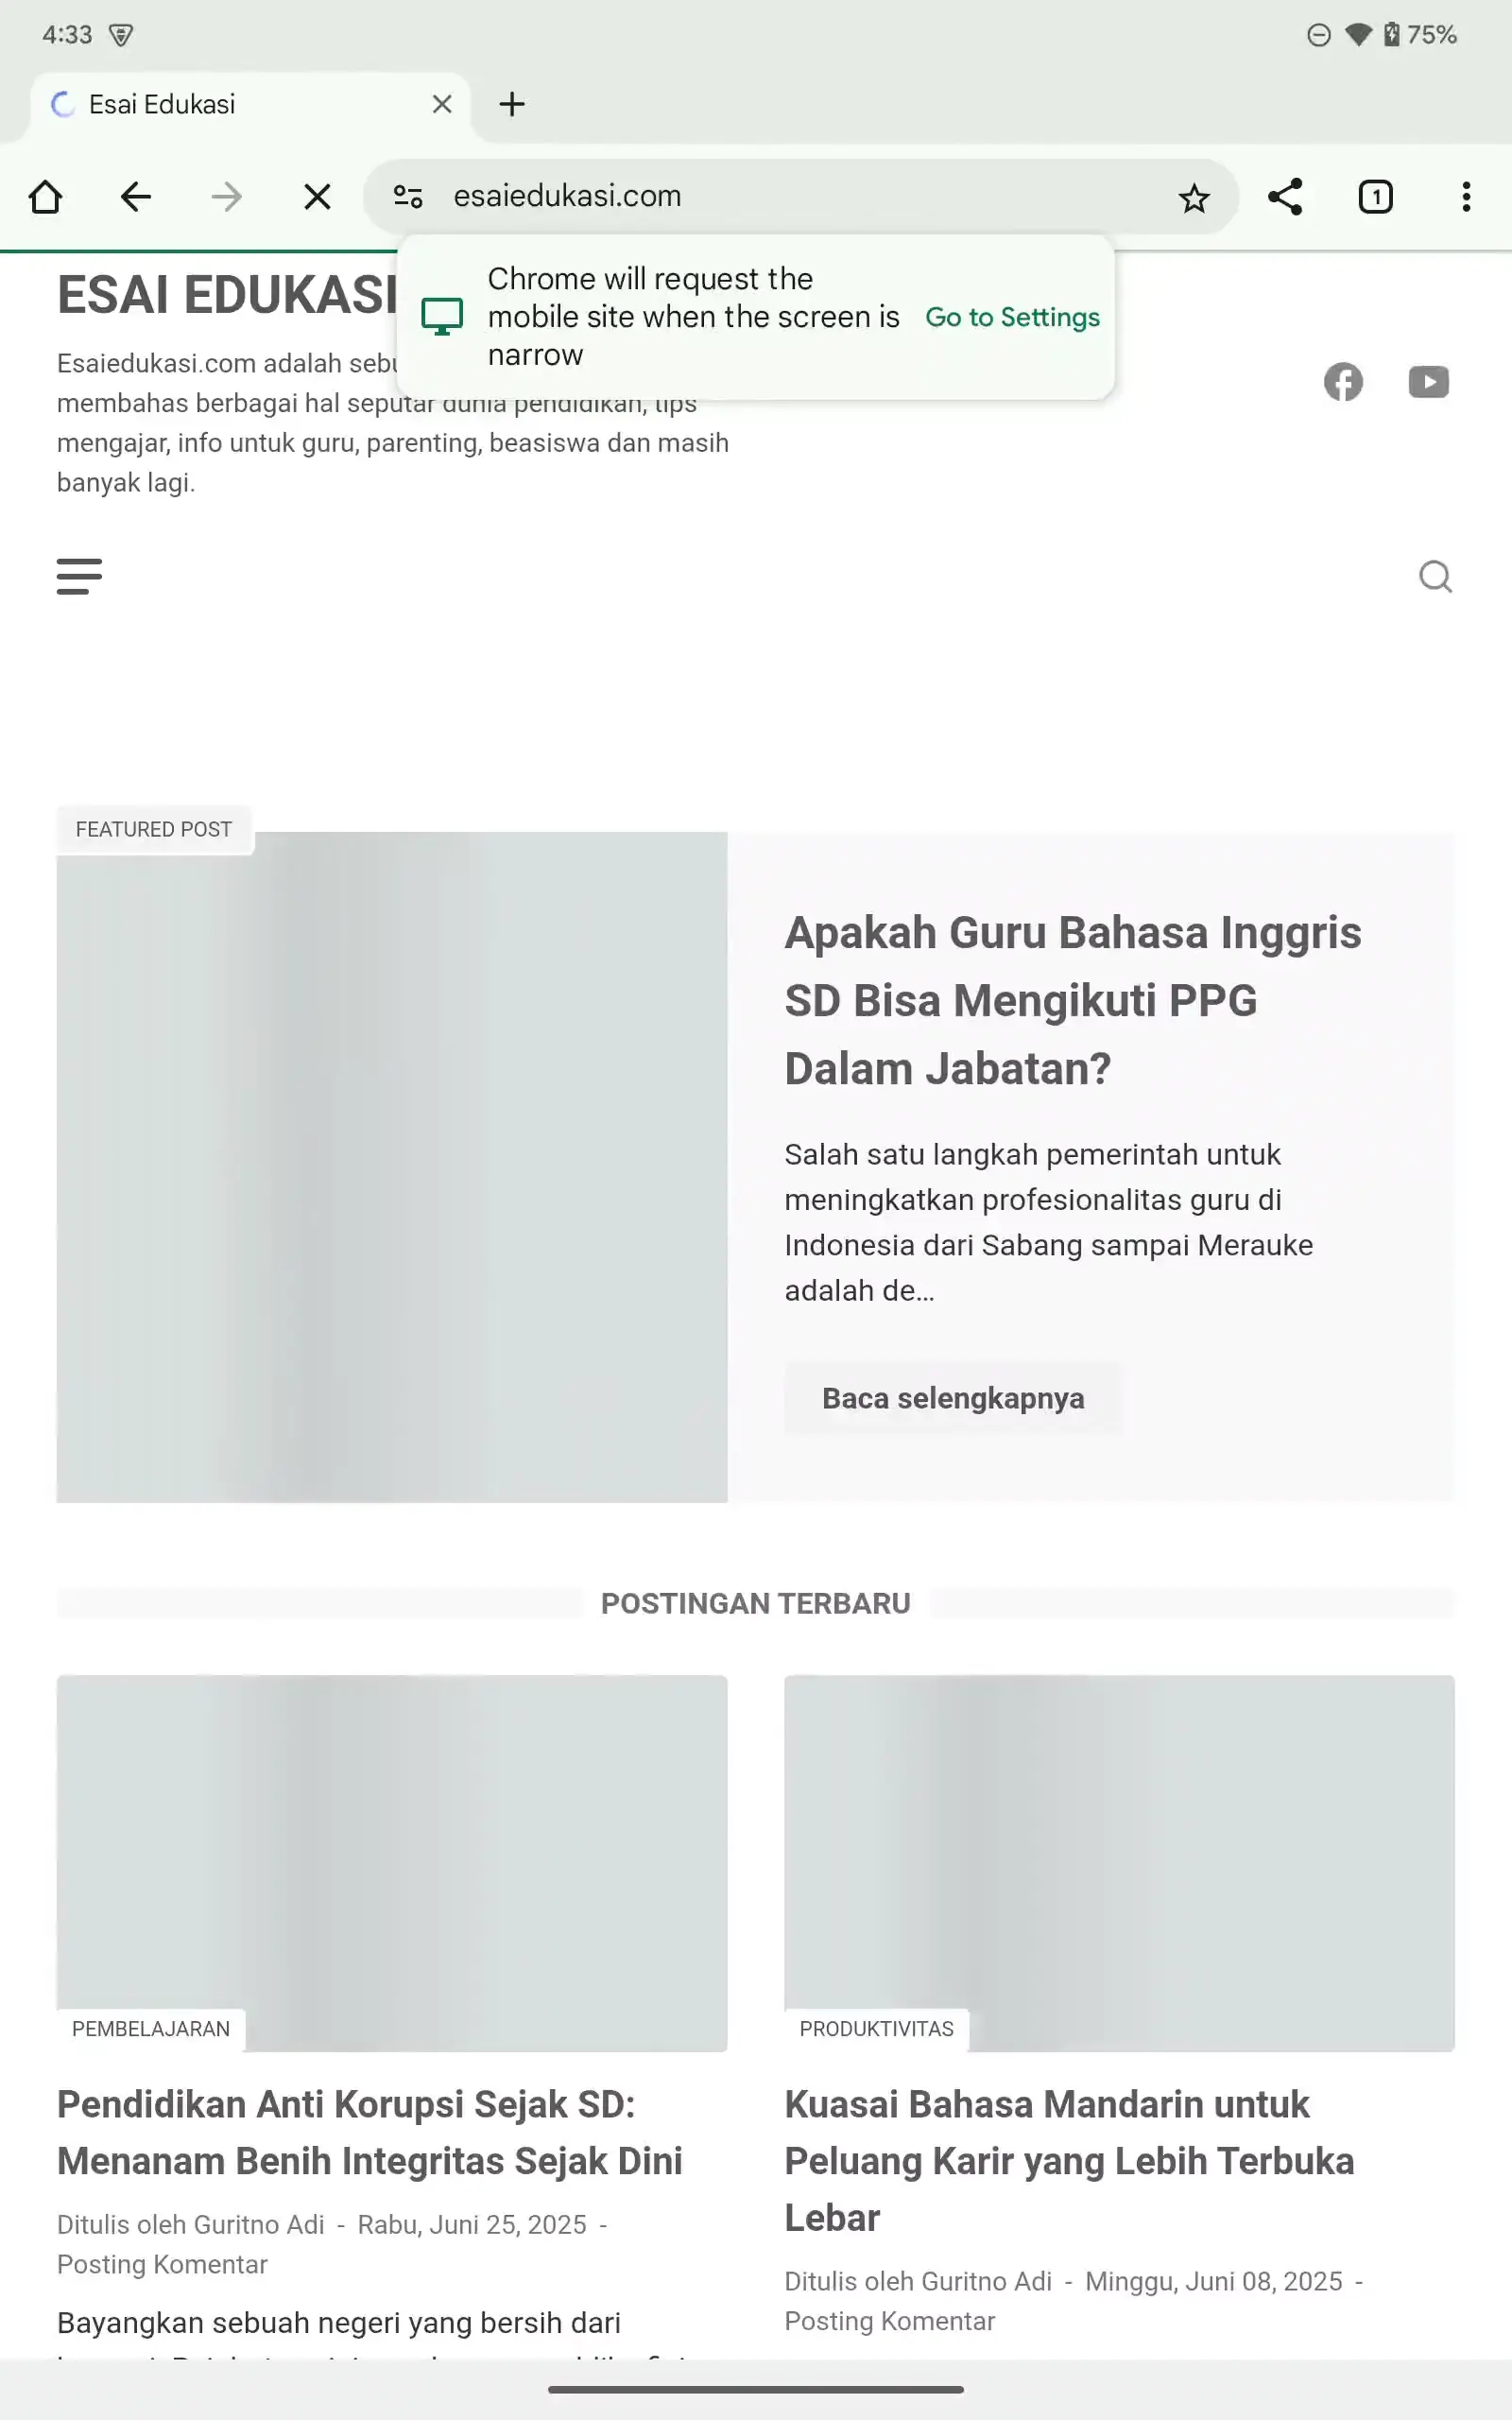 4:33
75%
Esai Edukasi
esaiedukasi.com
1
Chrome will request the
mobile site when the screen is
narrow
Go to Settings
ESAI EDUKASI
Esaiedukasi.com adalah
membahas berbagai hal seputar dunia pendidikan, tips
mengajar, info untuk guru, parenting, beasiswa dan masih
banyak lagi.
FEATURED POST
Apakah Guru Bahasa Inggris
SD Bisa Mengikuti PPG
Dalam Jabatan?
Salah satu langkah pemerintah untuk
meningkatkan profesionalitas guru di
Indonesia dari Sabang sampai Merauke
adalah de...
Baca selengkapnya
POSTINGAN TERBARU
PEMBELAJARAN
Pendidikan Anti Korupsi Sejak SD:
Menanam Benih Integritas Sejak Dini
Ditulis oleh Guritno Adi - Rabu, Juni 25, 2025 -
Posting Komentar
Bayangkan sebuah negeri yang bersih dari
PRODUKTIVITAS
Kuasai Bahasa Mandarin untuk
Peluang Karir yang Lebih Terbuka
Lebar
Ditulis oleh Guritno Adi - Minggu, Juni 08, 2025 -
Posting Komentar